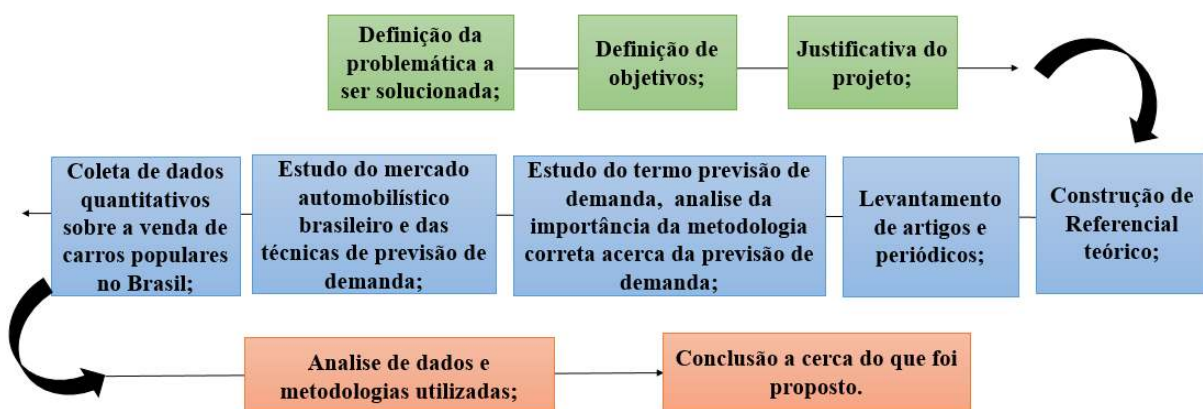 Definição da
problemática a
ser solucionada;
Definição de
objetivos;
Justificativa do
projeto;
Construção de
Referencial
teórico;
Levantamento
de artigos e
periódicos;
Estudo do termo previsão de
demanda, analise da
importância da metodologia
correta acerca da previsão de
demanda;
Estudo do mercado
automobilístico
brasileiro e das
técnicas de previsão de
demanda;
Coleta de dados
quantitativos
sobre a venda de
carros populares
no Brasil;
Analise de dados e
metodologias utilizadas;
Conclusão a cerca do que foi
proposto.